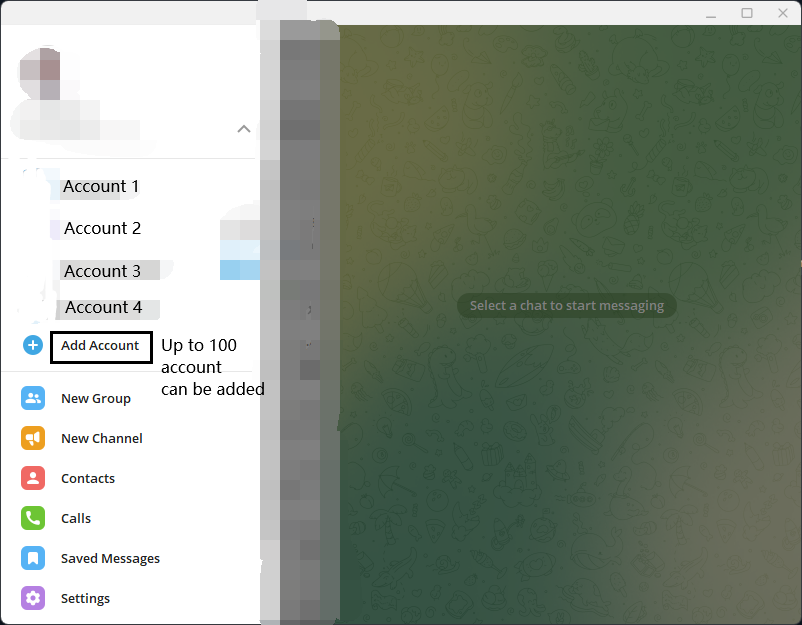 Account 1
Account 2
Account 3
Account 4
Add Account
Up to 100
account
can be added
New Group
New Channel
Contacts
Calls
Saved Messages
Settings
Select a chat to start messaging